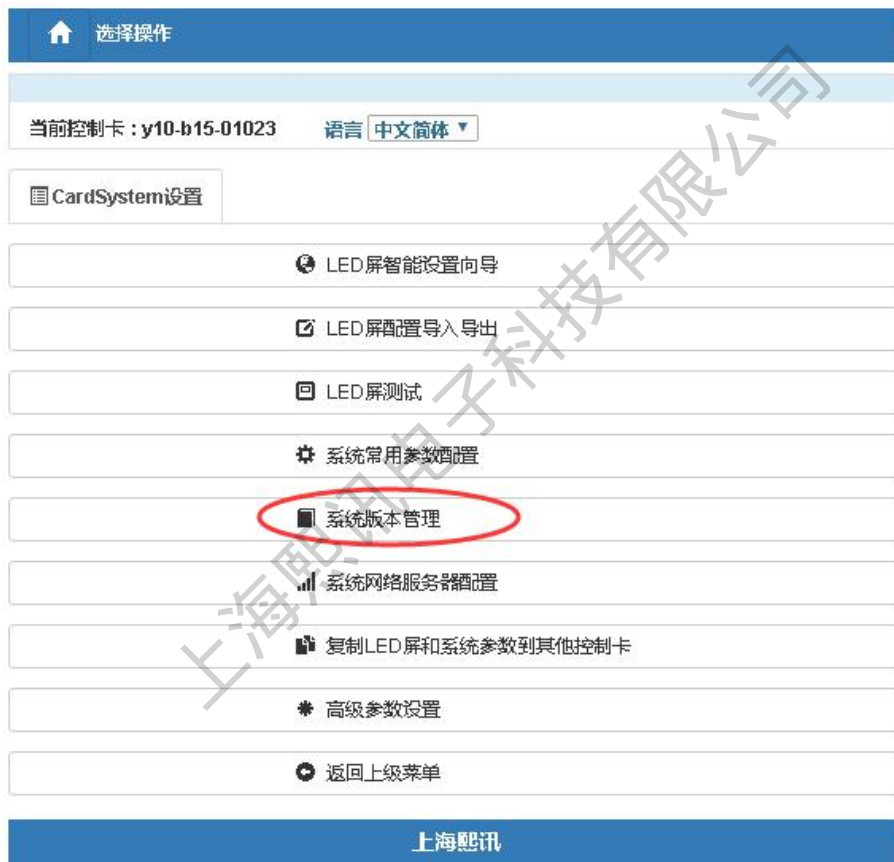 选择操作
当前控制卡：y10-b15-01023 语言 中文简体
CardSystem设置
LED屏智能设置向导
LED屏配置导入导出
LED屏测试
系统常用参数配置
系统版本管理
系统网络服务器配置
复制LED屏和系统参数到其他控制卡
高级参数设置
返回上级菜单
上海熙讯
上海熙讯电子科技有限公司